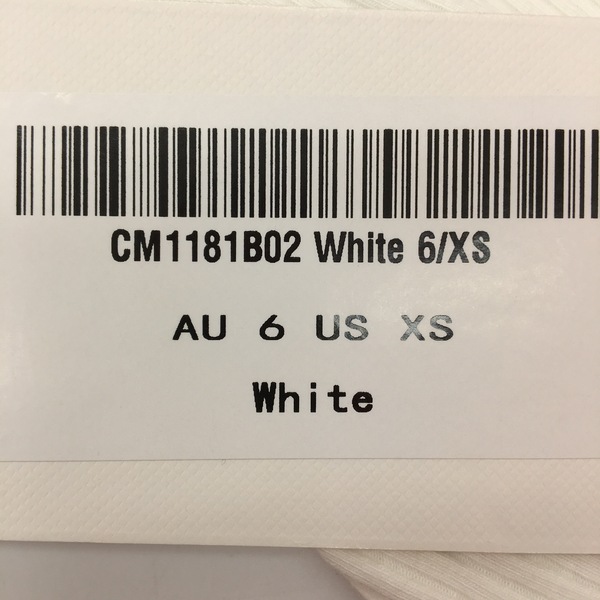 CM1181B02 White 6/XS
AU 6 US XS
White